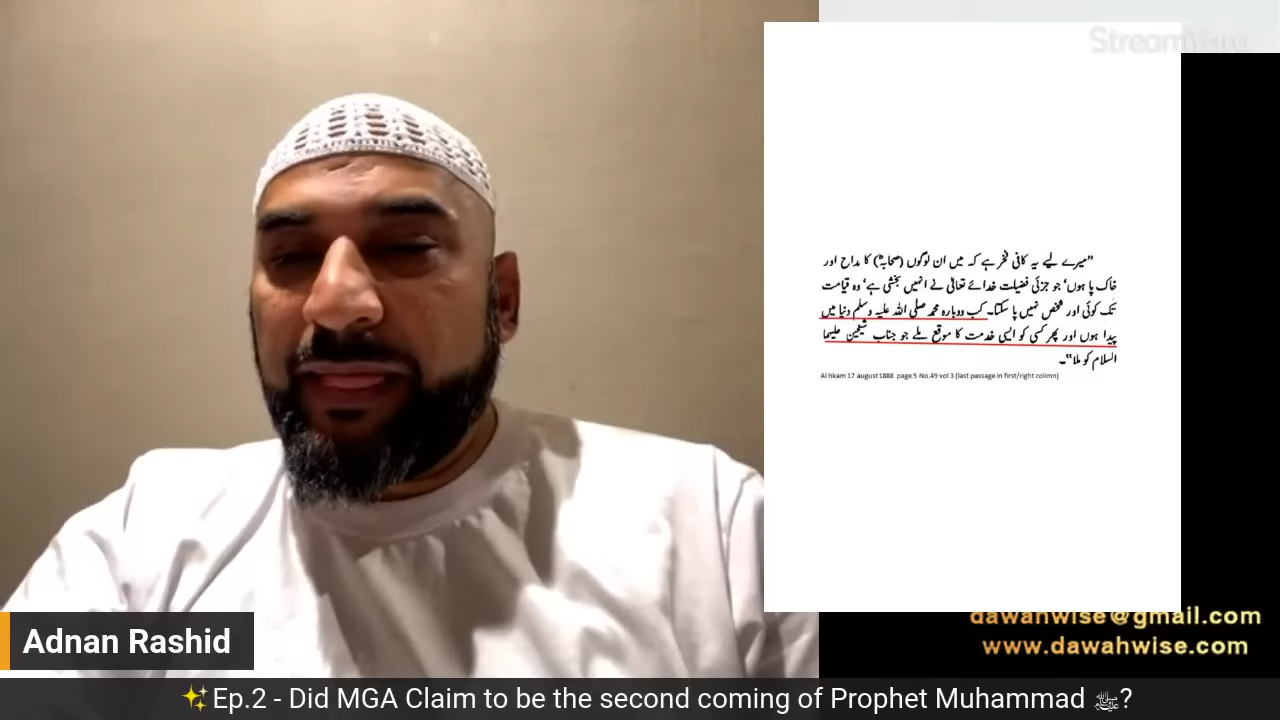 StreamYard
”میرے لیے یہ کافی فخر ہے کہ میں ان لوگوں (صحابہؓ) کا مداح اور
خاک پا ہوں‘ جو جزئی فضیلت خدائے تعالیٰ نے انہیں بخشی ہے‘ وہ قیامت
تک کوئی اور شخص نہیں پا سکتا۔ کب دوبارہ محمد صلی اللہ علیہ وسلم دنیا میں
پیدا ہوں اور پھر کسی کو ایسی خدمت کا موقع ملے جو جناب شیخین علیہما
السلام کو ملا“۔
Al hkam 17 august 1888 page 5 No.49 vol 3 (last passage in first/right colimn)
dawahwise@gmail.com
www.dawahwise.com
Adnan Rashid
✨Ep.2 - Did MGA Claim to be the second coming of Prophet Muhammad ﷺ?